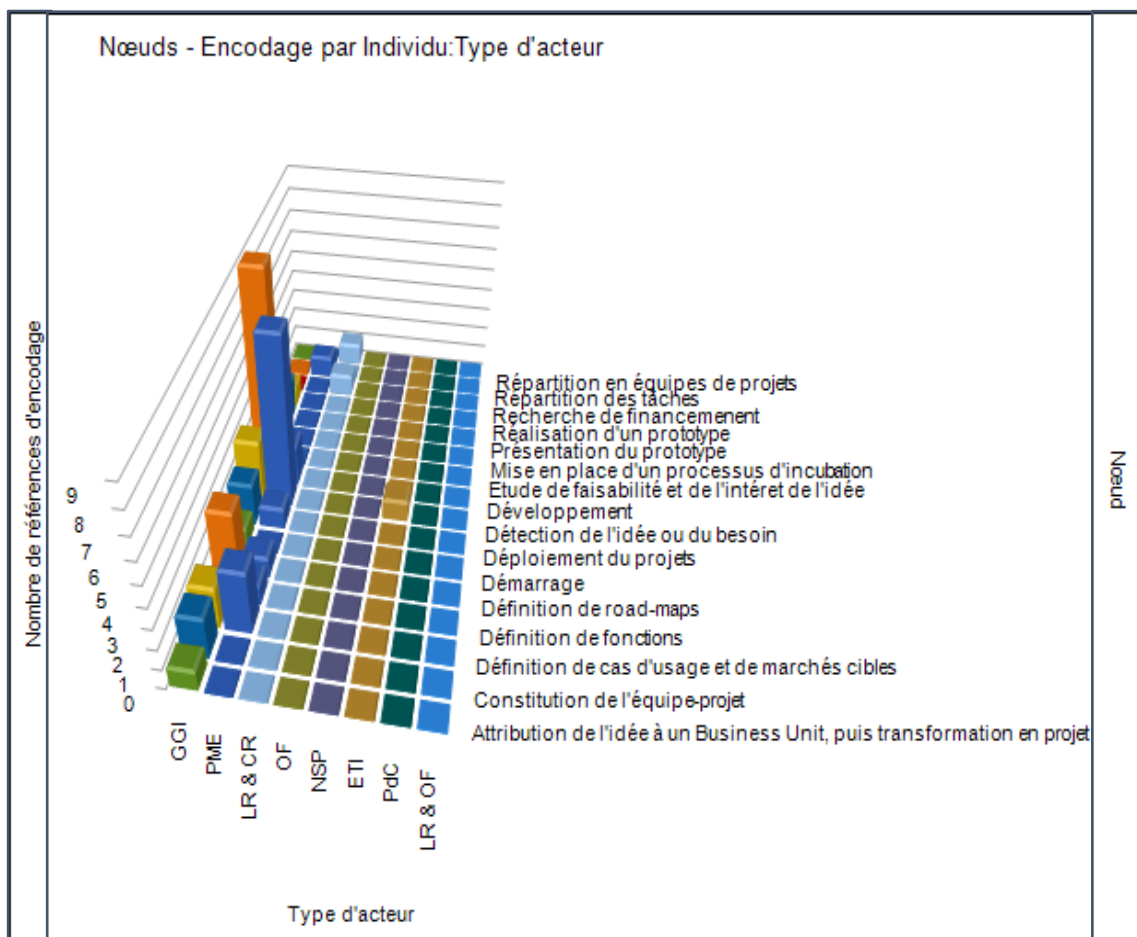 Nœuds - Encodage par Individu:Type d'acteur
Nombre de références d'encodage
9
8
7
6
5
4
3
2
1
0
Répartition en équipes de projets
Répartition des tâches
Recherche de financemenent
Réalisation d'un prototype
Présentation du prototype
Mise en place d'un processus d'incubation
Etude de faisabilité et de l'intéret de l'idée
Développement
Détection de l'idée ou du besoin
Déploiement du projets
Démarrage
Définition de road-maps
Définition de fonctions
Définition de cas d'usage et de marchés cibles
Constitution de l'équipe-projet
Attribution de l'idée à un Business Unit, puis transformation en projet
Nœud
GGI
PME
LR & CR
OF
NSP
ETI
PdC
LR & OF
Type d'acteur